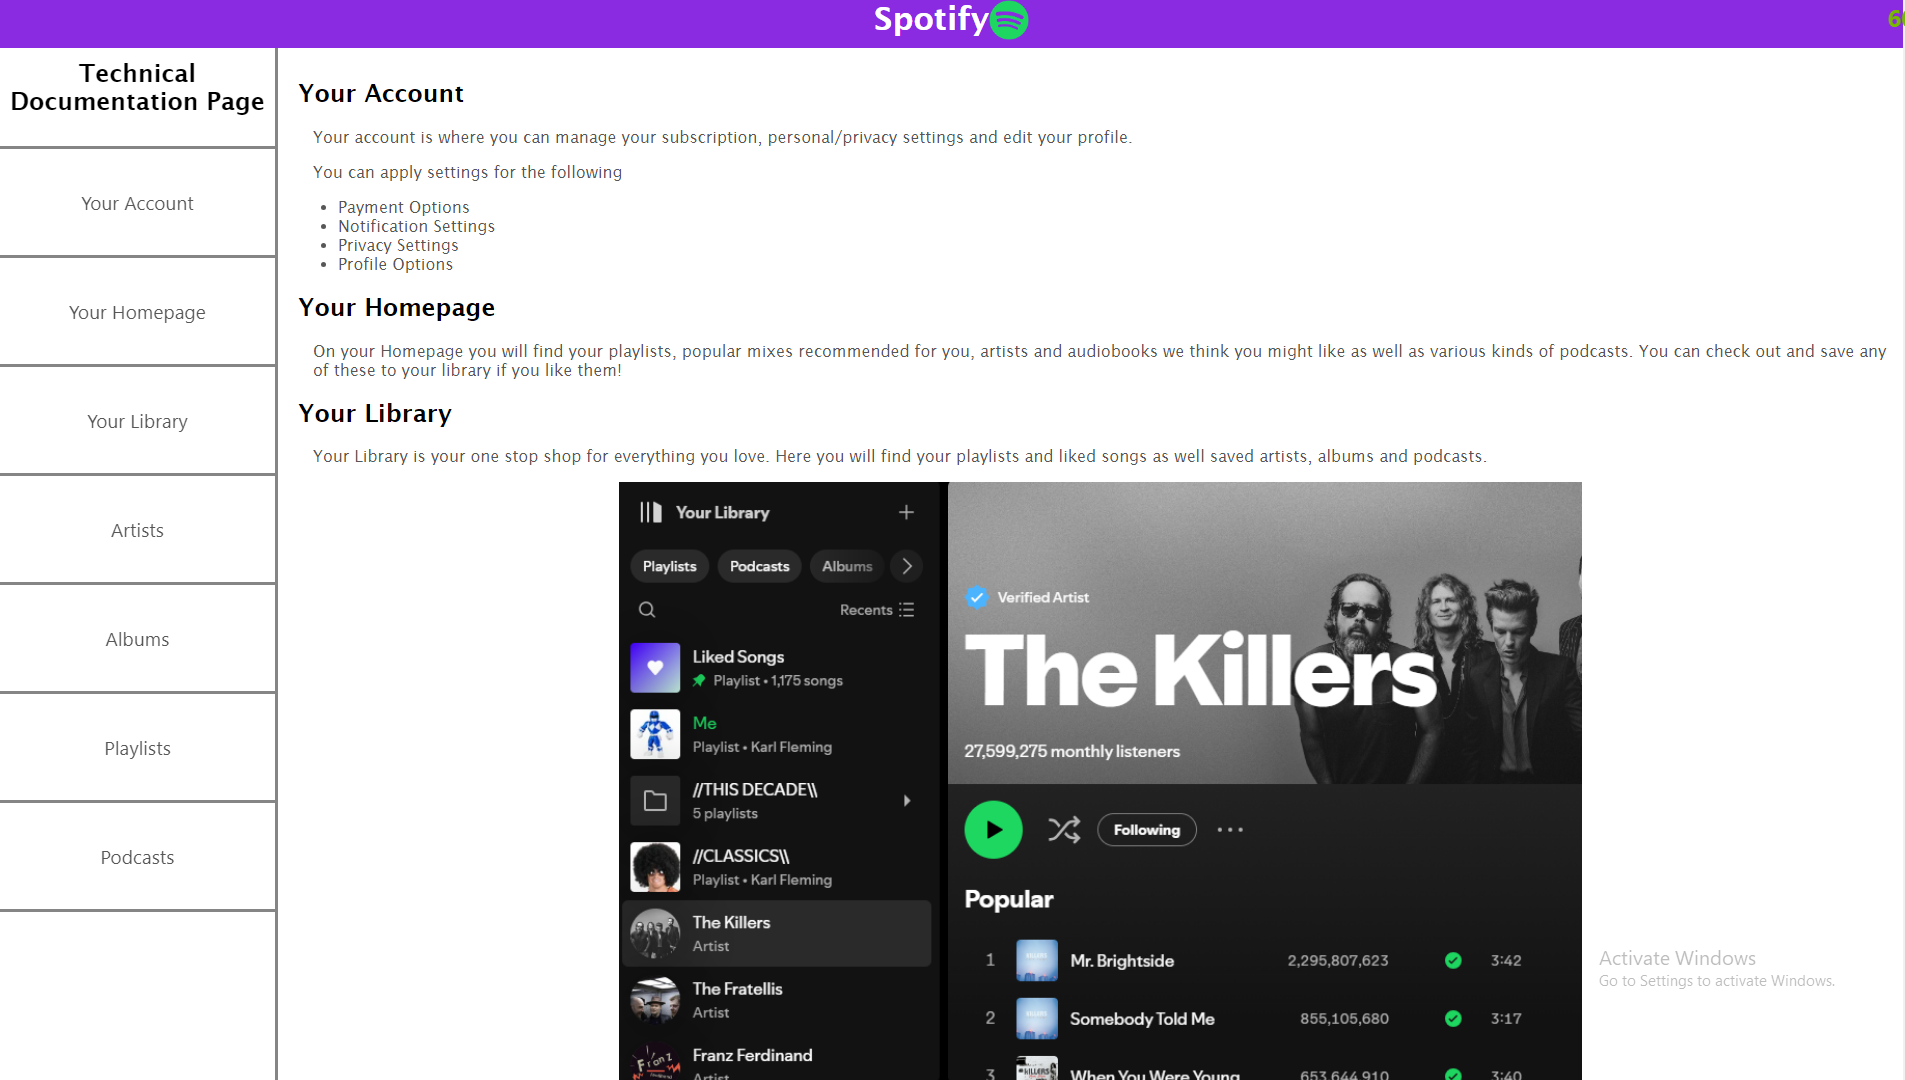 Spotify
Technical
Documentation Page
Your Account
Your Homepage
Your Library
Artists
Albums
Playlists
Podcasts
Your Account
Your account is where you can manage your subscription, personal/privacy settings and edit your profile.
You can apply settings for the following
Payment Options
Notification Settings
Privacy Settings
Profile Options
Your Homepage
On your Homepage you will find your playlists, popular mixes recommended for you, artists and audiobooks we think you might like as well as various kinds of podcasts. You can check out and save any
of these to your library if you like them!
Your Library
Your Library is your one stop shop for everything you love. Here you will find your playlists and liked songs as well saved artists, albums and podcasts.
Your Library
Playlists Podcasts Albums
Recents
Liked Songs
Playlist • 1,175 songs
Me
Playlist • Karl Fleming
//THIS DECADE\\
5 playlists
//CLASSICS\\
Playlist • Karl Fleming
The Killers
Artist
The Fratellis
Artist
Franz Ferdinand
Artist
Verified Artist
The Killers
27,599,275 monthly listeners
Following
Popular
1 Mr. Brightside 2,295,807,623 3:42
2 Somebody Told Me 855,105,680 3:17
3 When You Were Young 653,644,910 3:40
Activate Windows
Go to Settings to activate Windows.